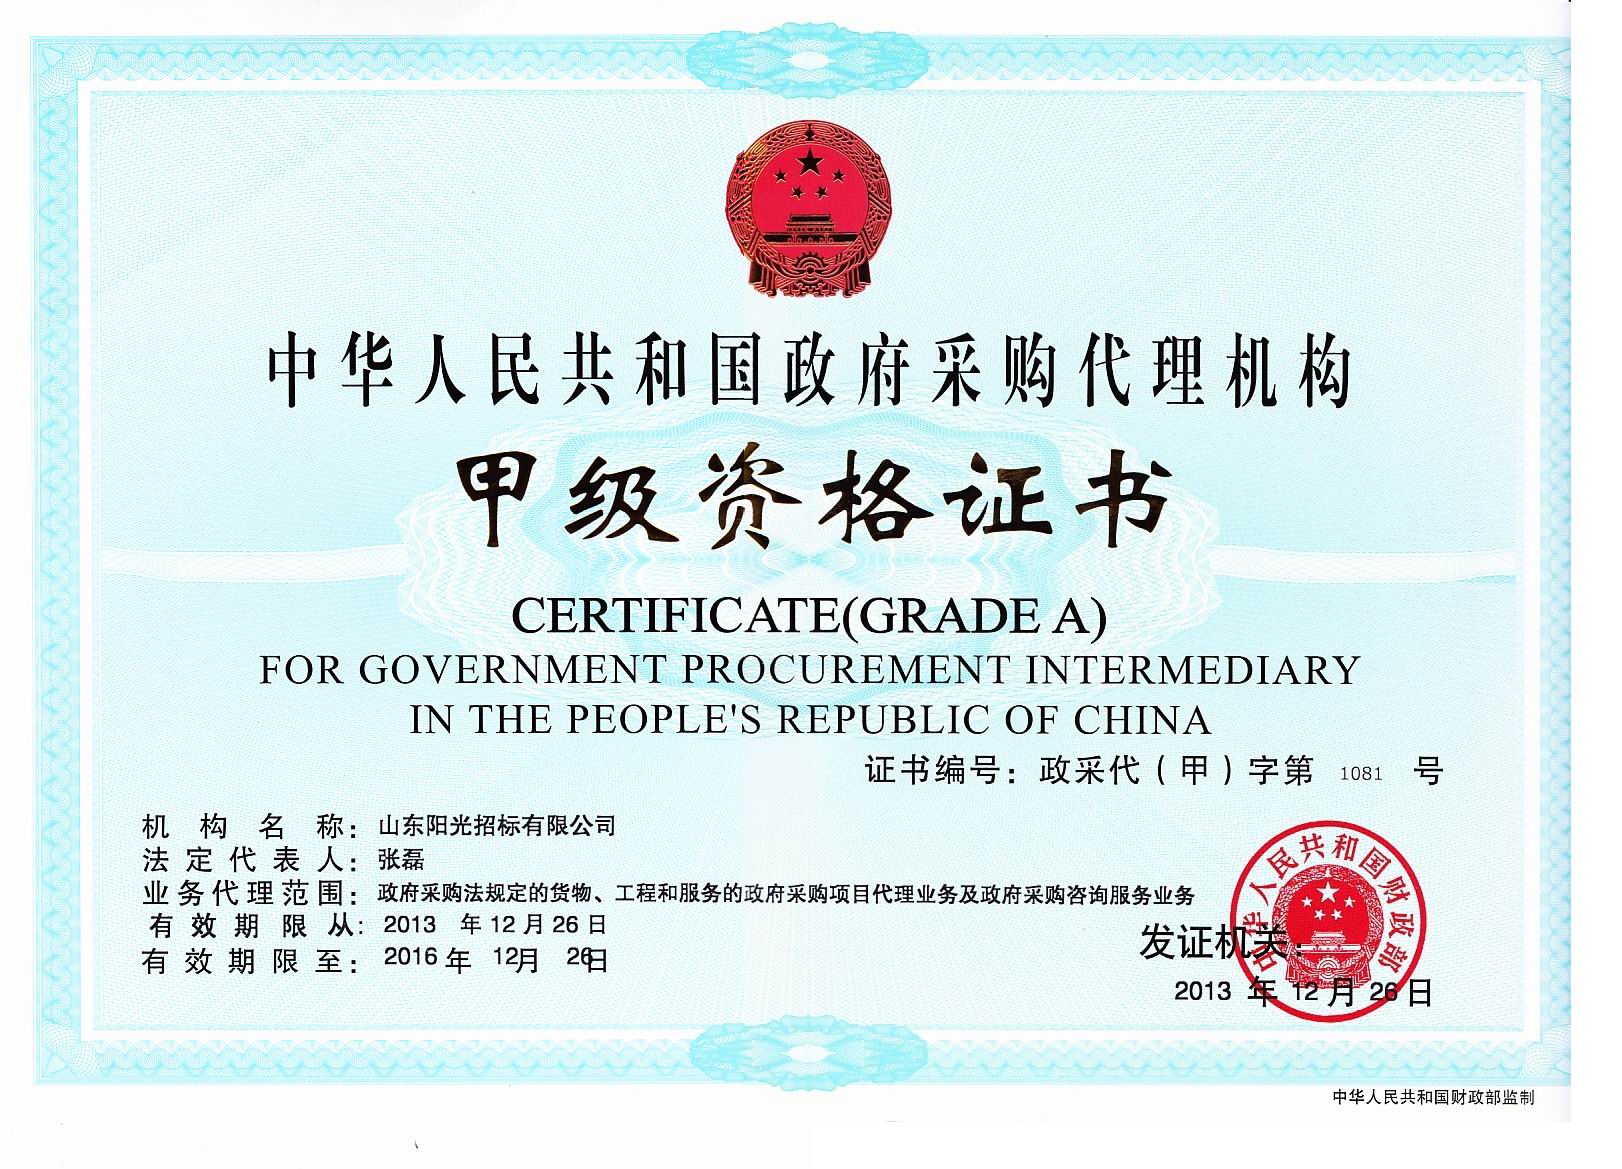 中华人民共和国政府采购代理机构
甲级资格证书
CERTIFICATE(GRADE A)
FOR GOVERNMENT PROCUREMENT INTERMEDIARY
IN THE PEOPLE'S REPUBLIC OF CHINA
证书编号：政采代（甲）字第 1081 号
机构名称：山东阳光招标有限公司
法定代表人：张磊
业务代理范围：政府采购法规定的货物、工程和服务的政府采购项目代理业务及政府采购咨询服务业务
有效期限从：2013 年 12 月 26 日
有效期限至：2016 年 12月 26日
中华人民共和国财政部
发证机关：
2013 年 12 月 26 日
中华人民共和国财政部监制